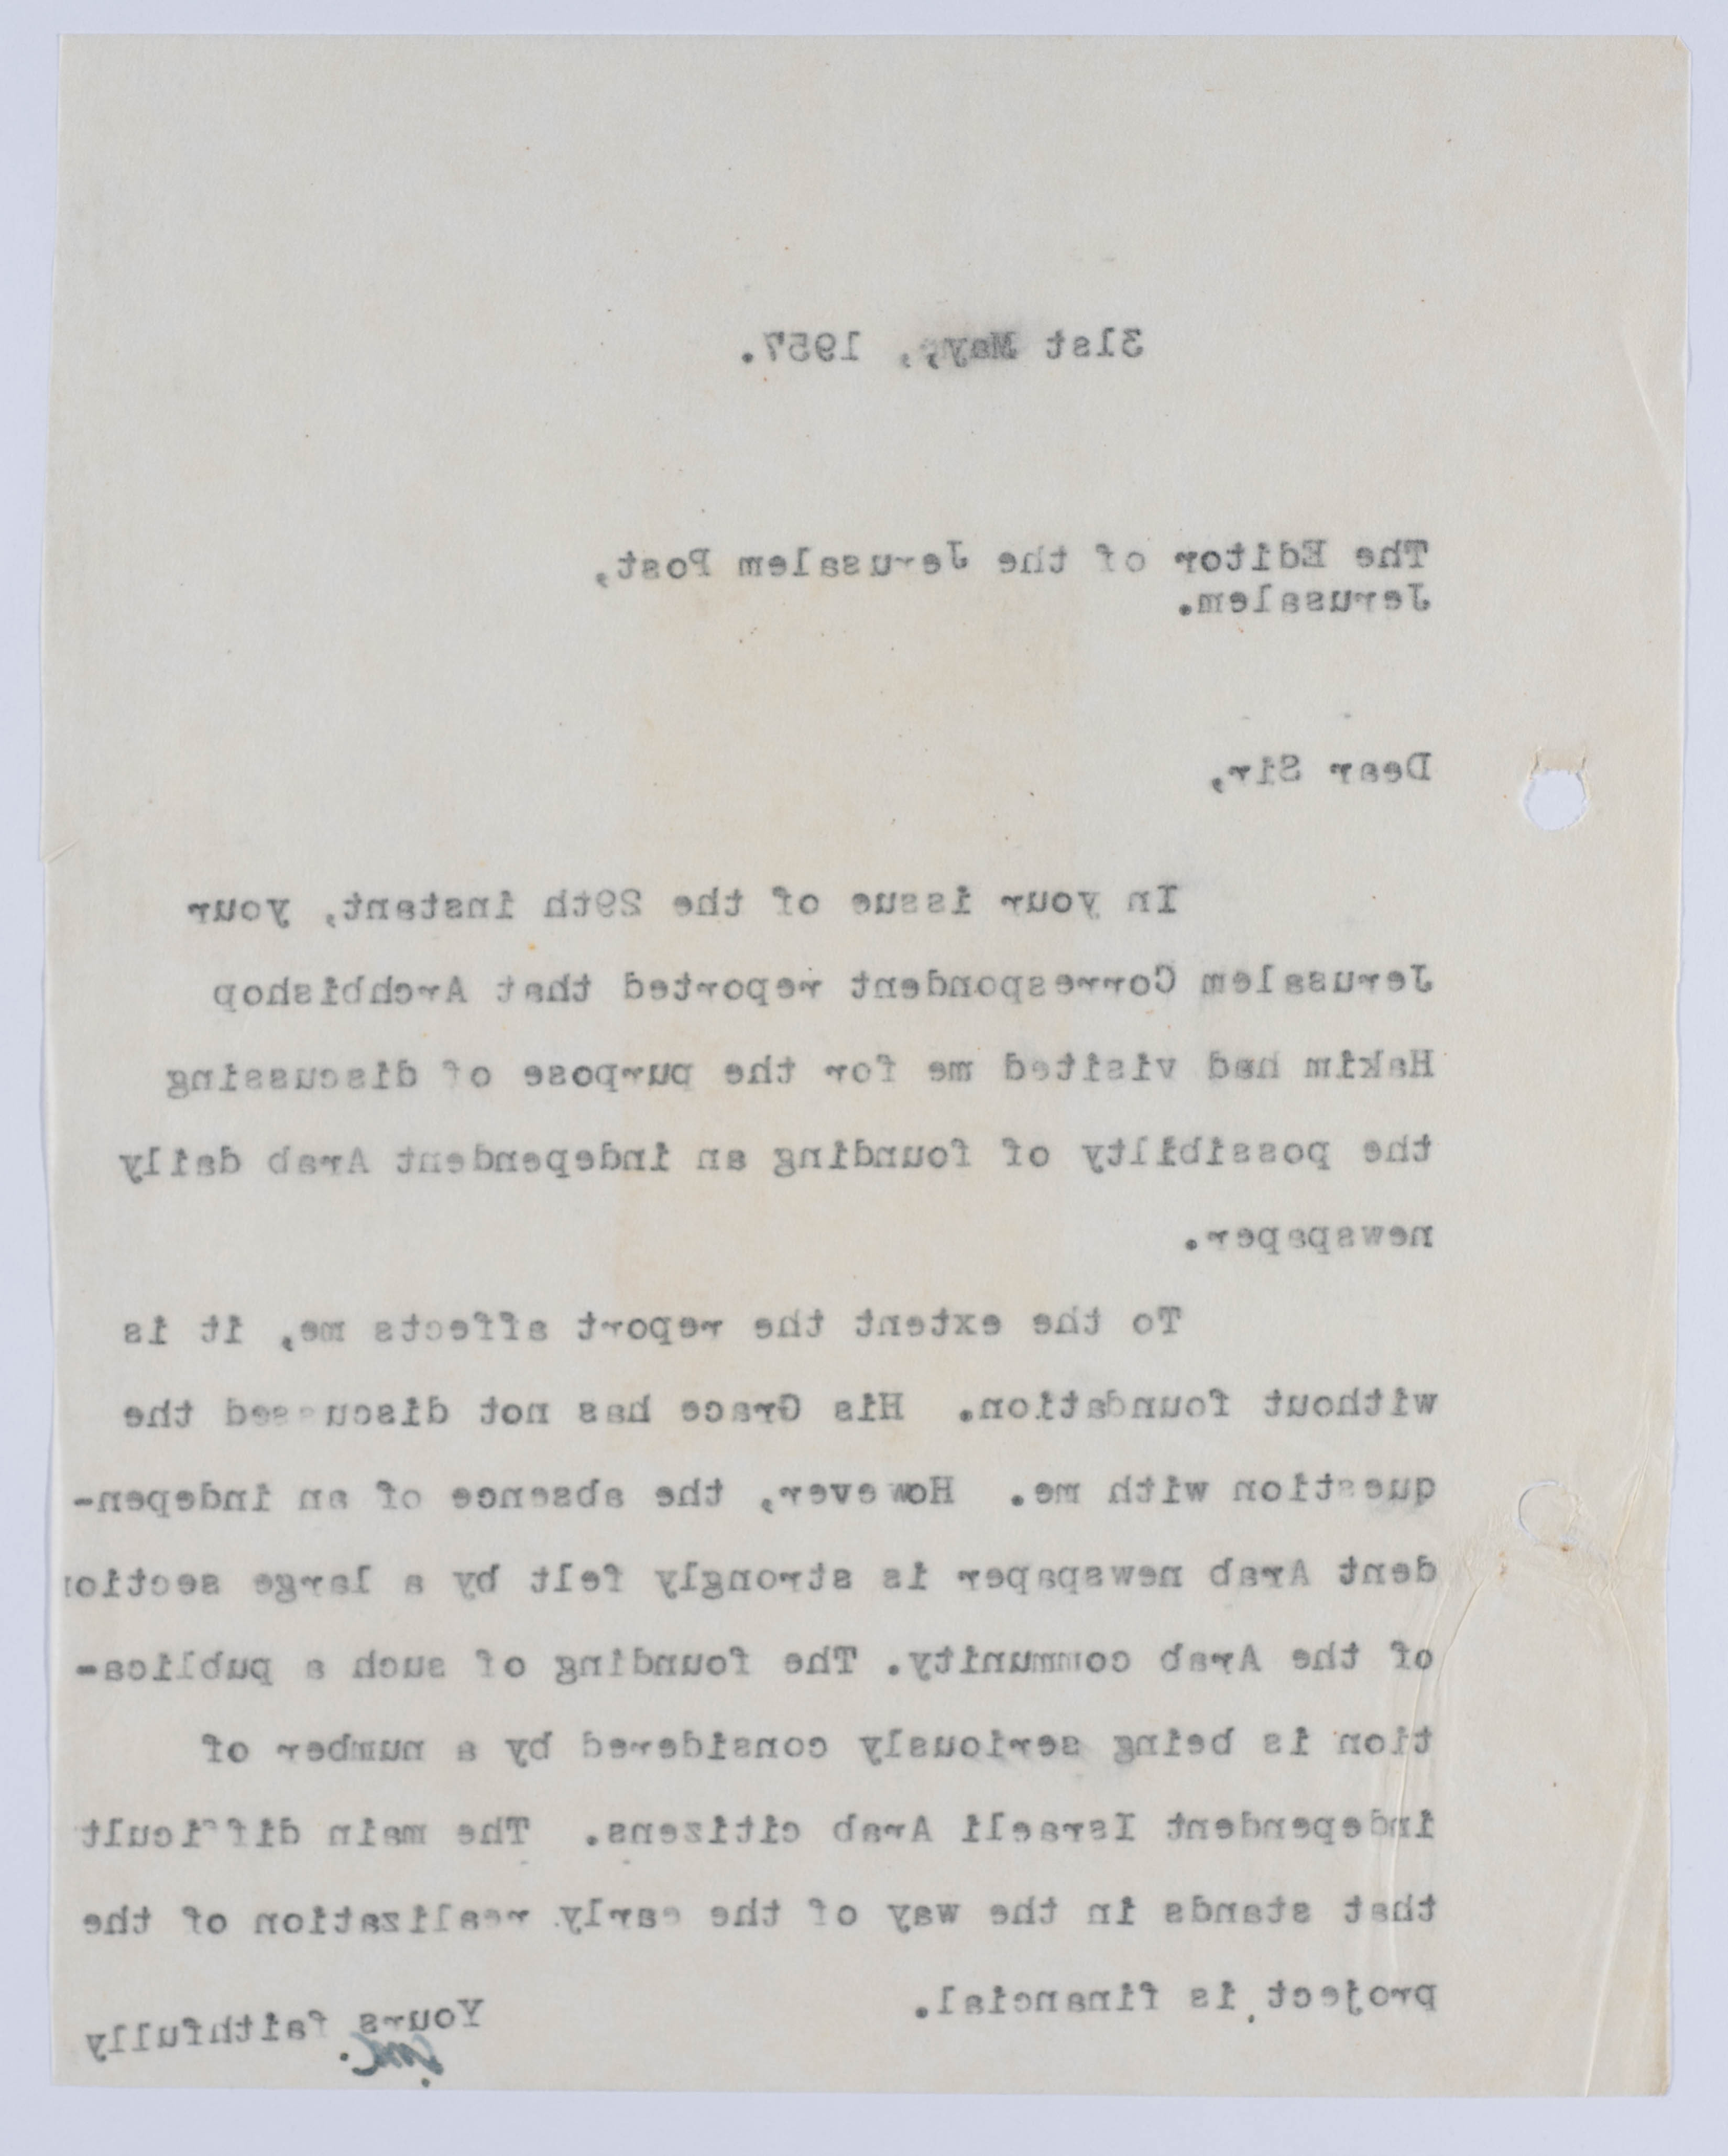 31st May, 1957.
The Editor of the Jerusalem Post,
Jerusalem.
Dear Sir,
In your issue of the 29th instant, your
Jerusalem Correspondent reported that Archbishop
Hakim had visited me for the purpose of discussing
the possibilty of founding an independent Arab daily
newspaper.
To the extent the report affects me, it is
without foundation. His Grace has not discussed the
question with me. However, the absence of an indepen-
dent Arab newspaper is strongly felt by a large section
of the Arab community. The founding of such a publica-
tion is being seriously considered by a number of
independent Israeli Arab citizens. The main difficult
that stands in the way of the early realization of the
project is financial.
Yours faithfully